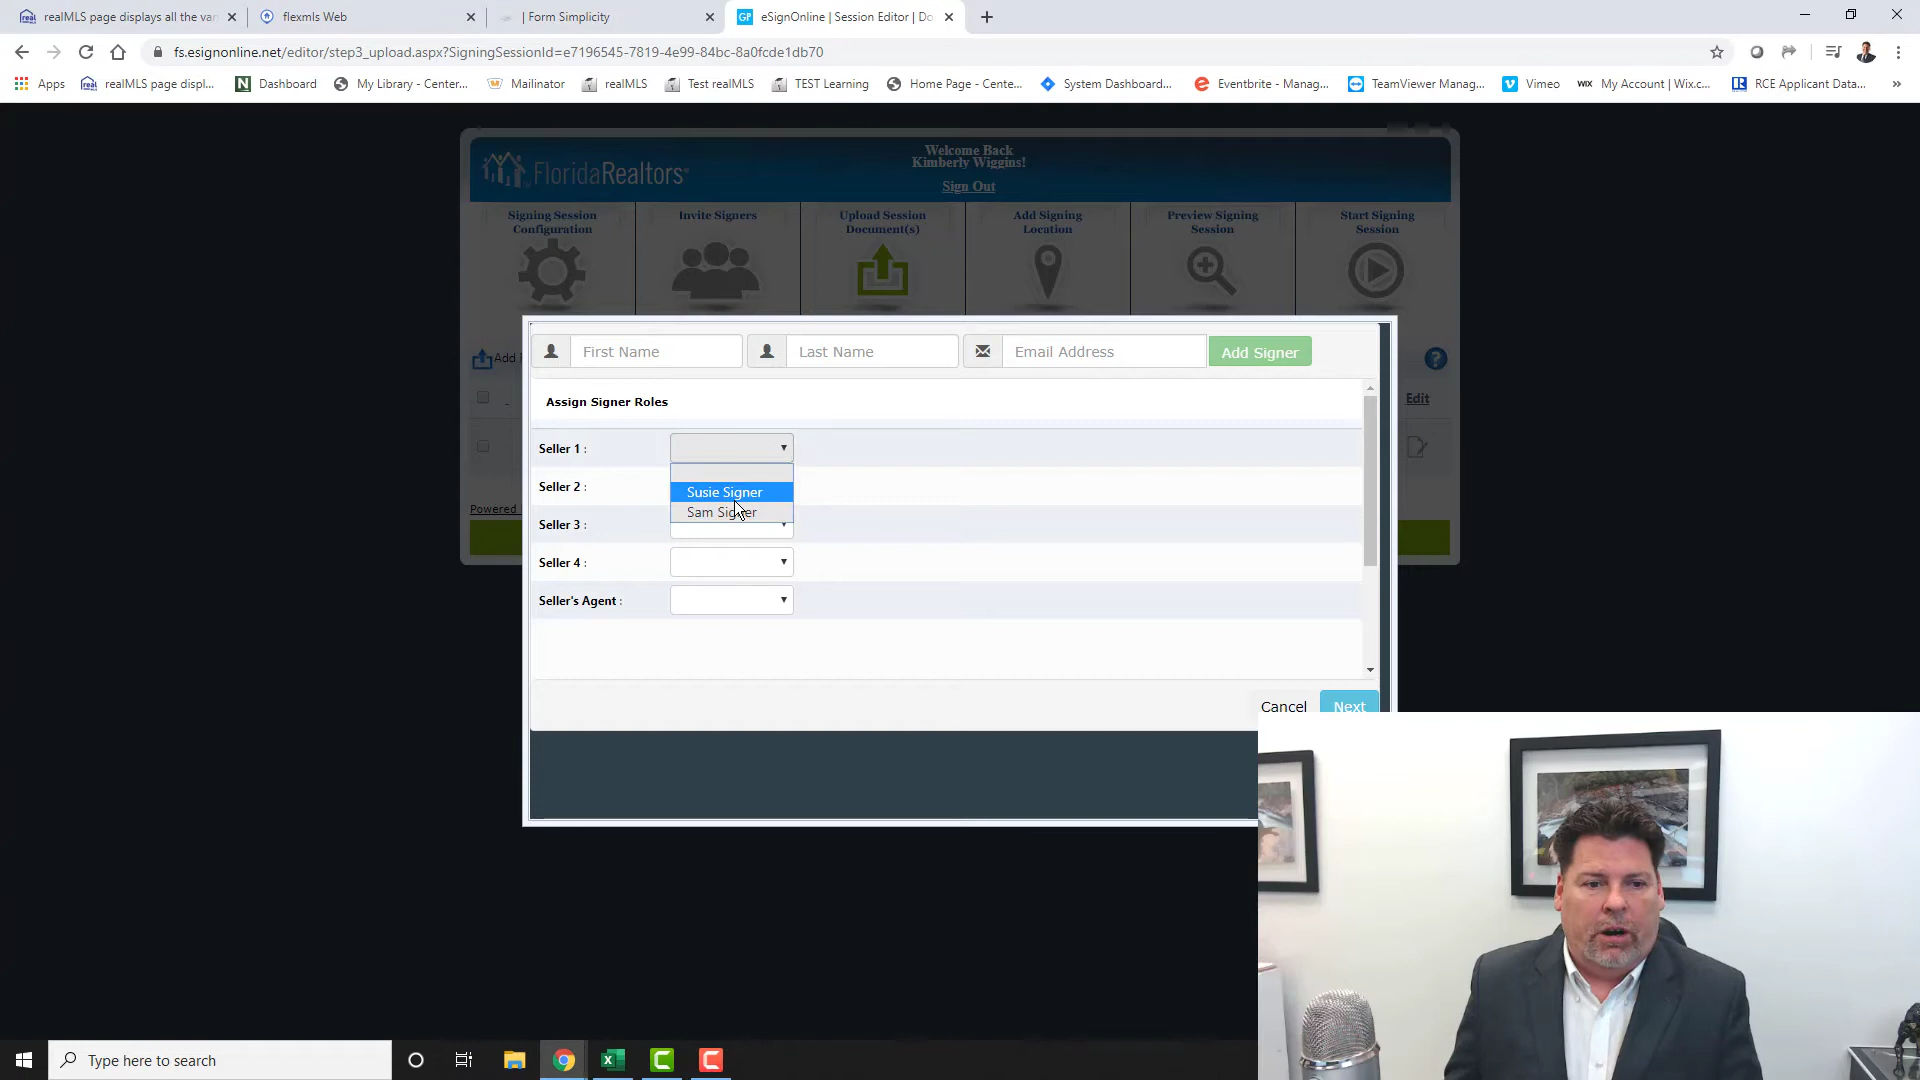 realMLS page displays all the var
flexmls Web
| Form Simplicity
GP eSignOnline | Session Editor | Do
fs.esignonline.net/editor/step3_upload.aspx?SigningSessionId=e7196545-7819-4e99-84bc-8a0fcde1db70
Apps
realMLS page displ...
Dashboard
My Library - Center...
Mailinator
realMLS
Test realMLS
TEST Learning
Home Page - Cente...
System Dashboard...
Eventbrite - Manag...
TeamViewer Manag...
Vimeo
WIX My Account | Wix.c...
RCE Applicant Data...
FloridaRealtors
Welcome Back
Kimberly Wiggins!
Sign Out
Signing Session
Configuration
Invite Signers
Upload Session
Document(s)
Add Signing
Location
Preview Signing
Session
Start Signing
Session
First Name
Last Name
Email Address
Add Signer
Assign Signer Roles
Edit
Seller 1 :
Susie Signer
Seller 2 :
Sam Signer
Powered
Seller 3 :
Seller 4 :
Seller's Agent :
Cancel
Next
Type here to search